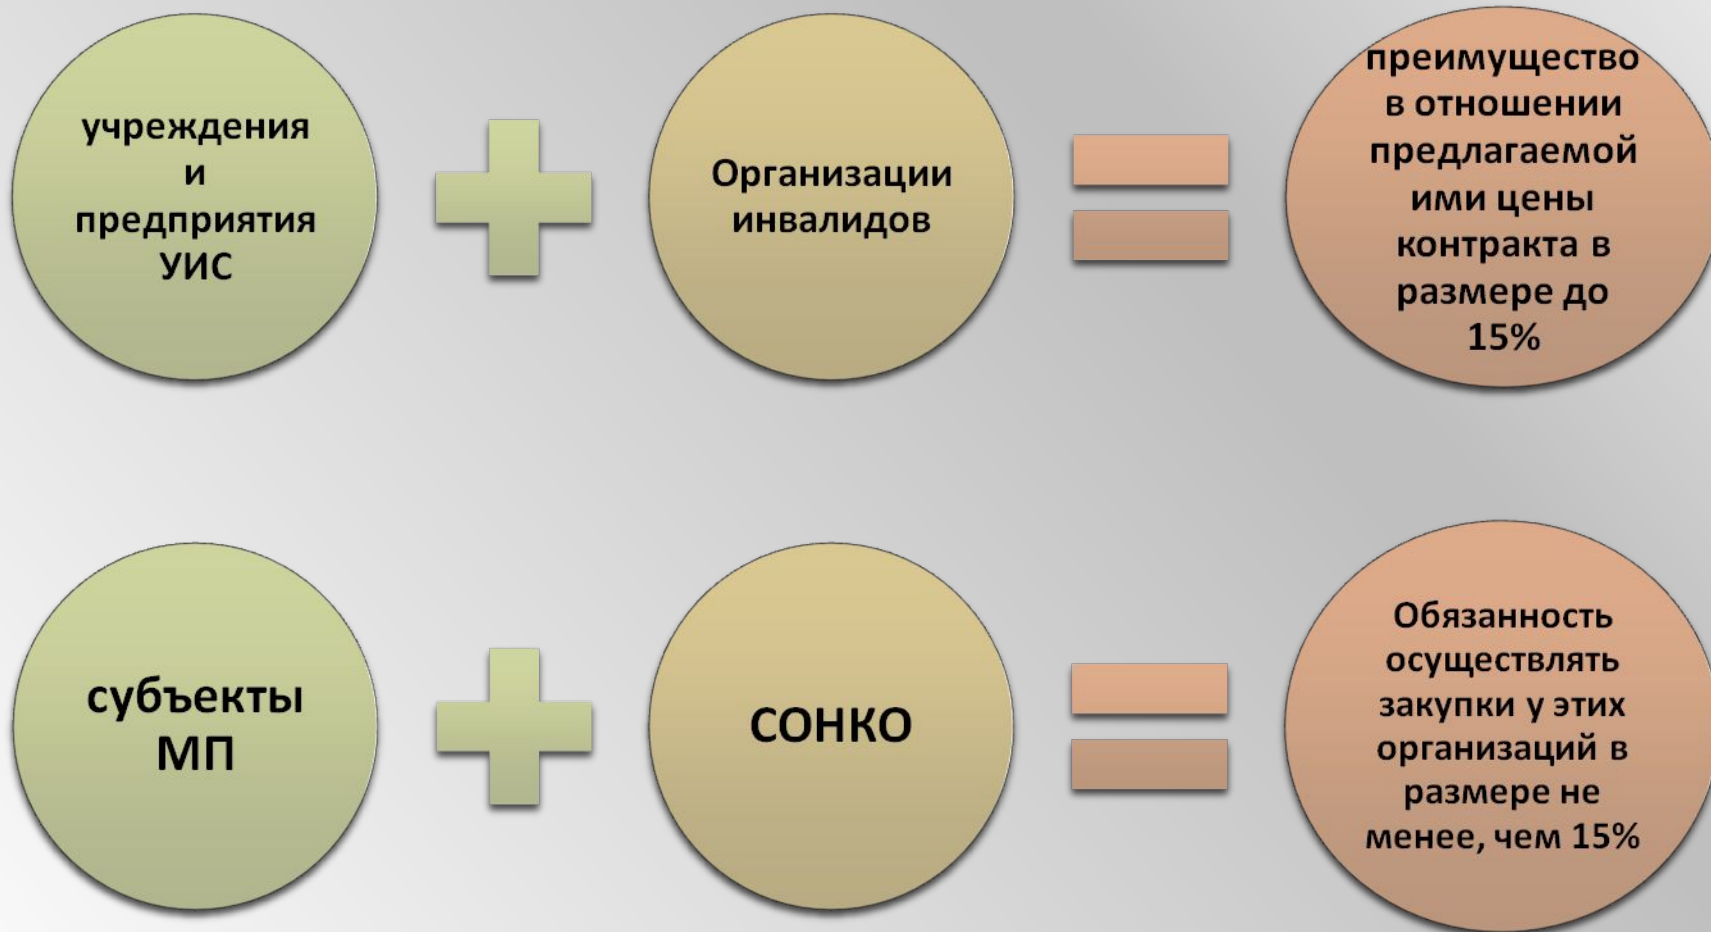 учреждения
и
предприятия
УИС
Организации
инвалидов
преимущество
в отношении
предлагаемой
ими цены
контракта в
размере до
15%
субъекты
МП
СОНКО
Обязанность
осуществлять
закупки у этих
организаций в
размере не
менее, чем 15%